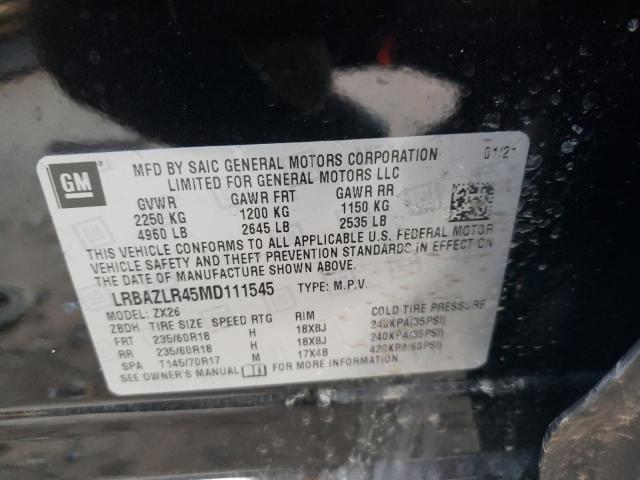 GM
MFD BY SAIC GENERAL MOTORS CORPORATION 01/21
LIMITED FOR GENERAL MOTORS LLC
GVWR GAWR FRT GAWR RR
2250 KG 1200 KG 1150 KG
4960 LB 2645 LB 2535 LB
THIS VEHICLE CONFORMS TO ALL APPLICABLE U.S. FEDERAL MOTOR
VEHICLE SAFETY AND THEFT PREVENTION STANDARDS IN EFFECT ON
THE DATE OF MANUFACTURE SHOWN ABOVE.
LRBAZLR45MD111545 TYPE: M.P.V.
MODEL: ZX26
ZBDH TIRE SIZE SPEED RTG RIM COLD TIRE PRESSURE
FRT 235/60R18 H 18X8J 240KPA(35PSI)
RR 235/60R18 H 18X8J 240KPA(35PSI)
SPA T145/70R17 M 17X4B 420KPA(60PSI)
SEE OWNER'S MANUAL FOR MORE INFORMATION.